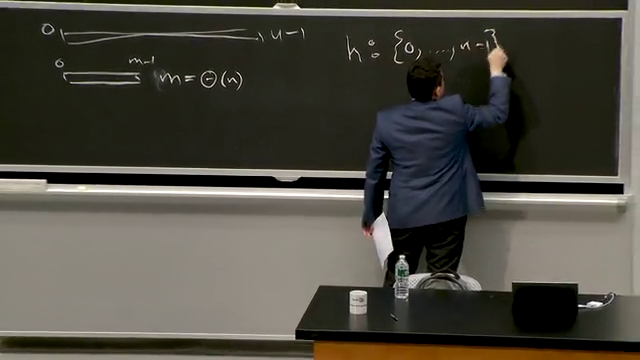 0 u-1
0 m-1
m = Θ(n)
h: {0, ..., u-1}